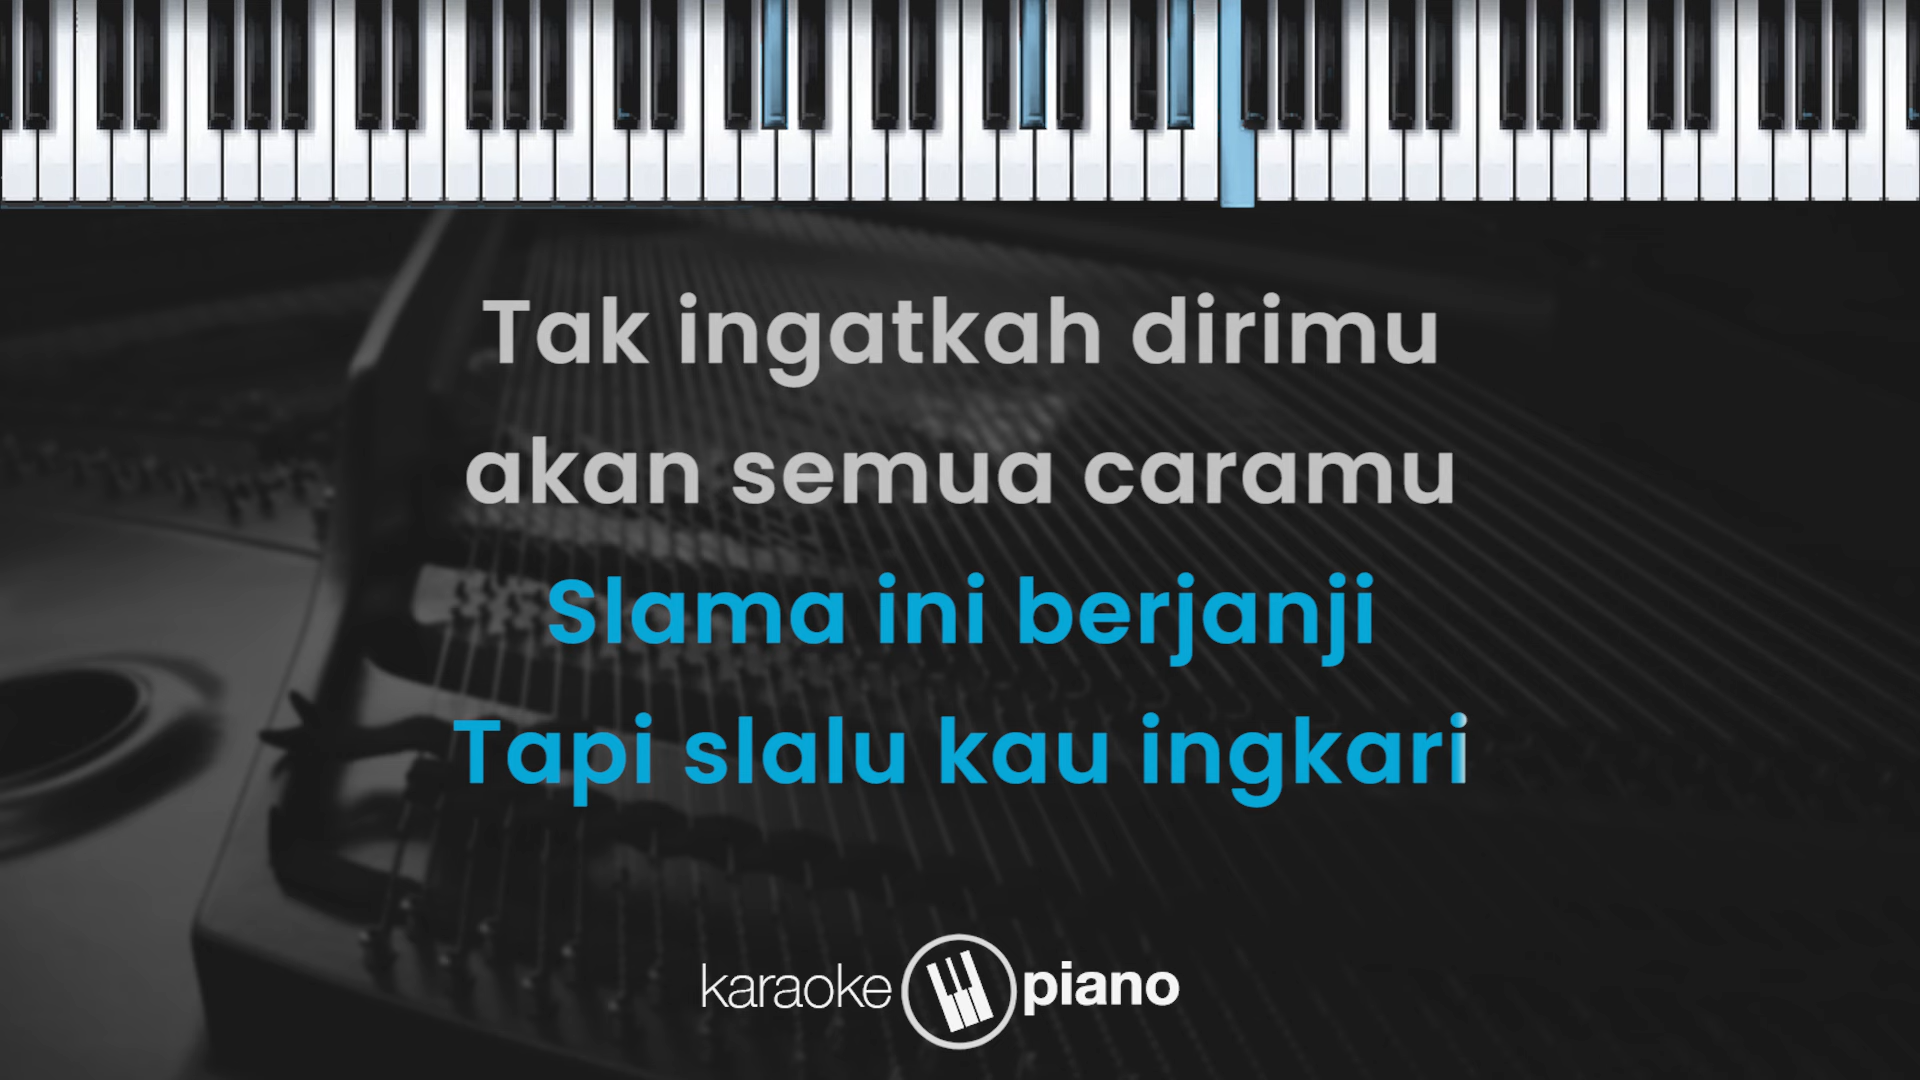 Tak ingatkah dirimu
akan semua caramu
Slama ini berjanji
Tapi slalu kau ingkari
karaoke piano